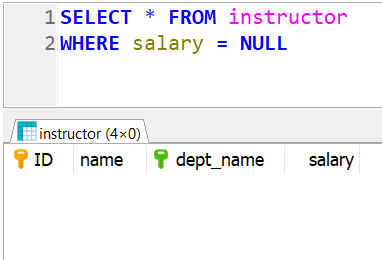 1 SELECT * FROM instructor
2 WHERE salary = NULL
instructor (4×0)
ID name dept_name salary